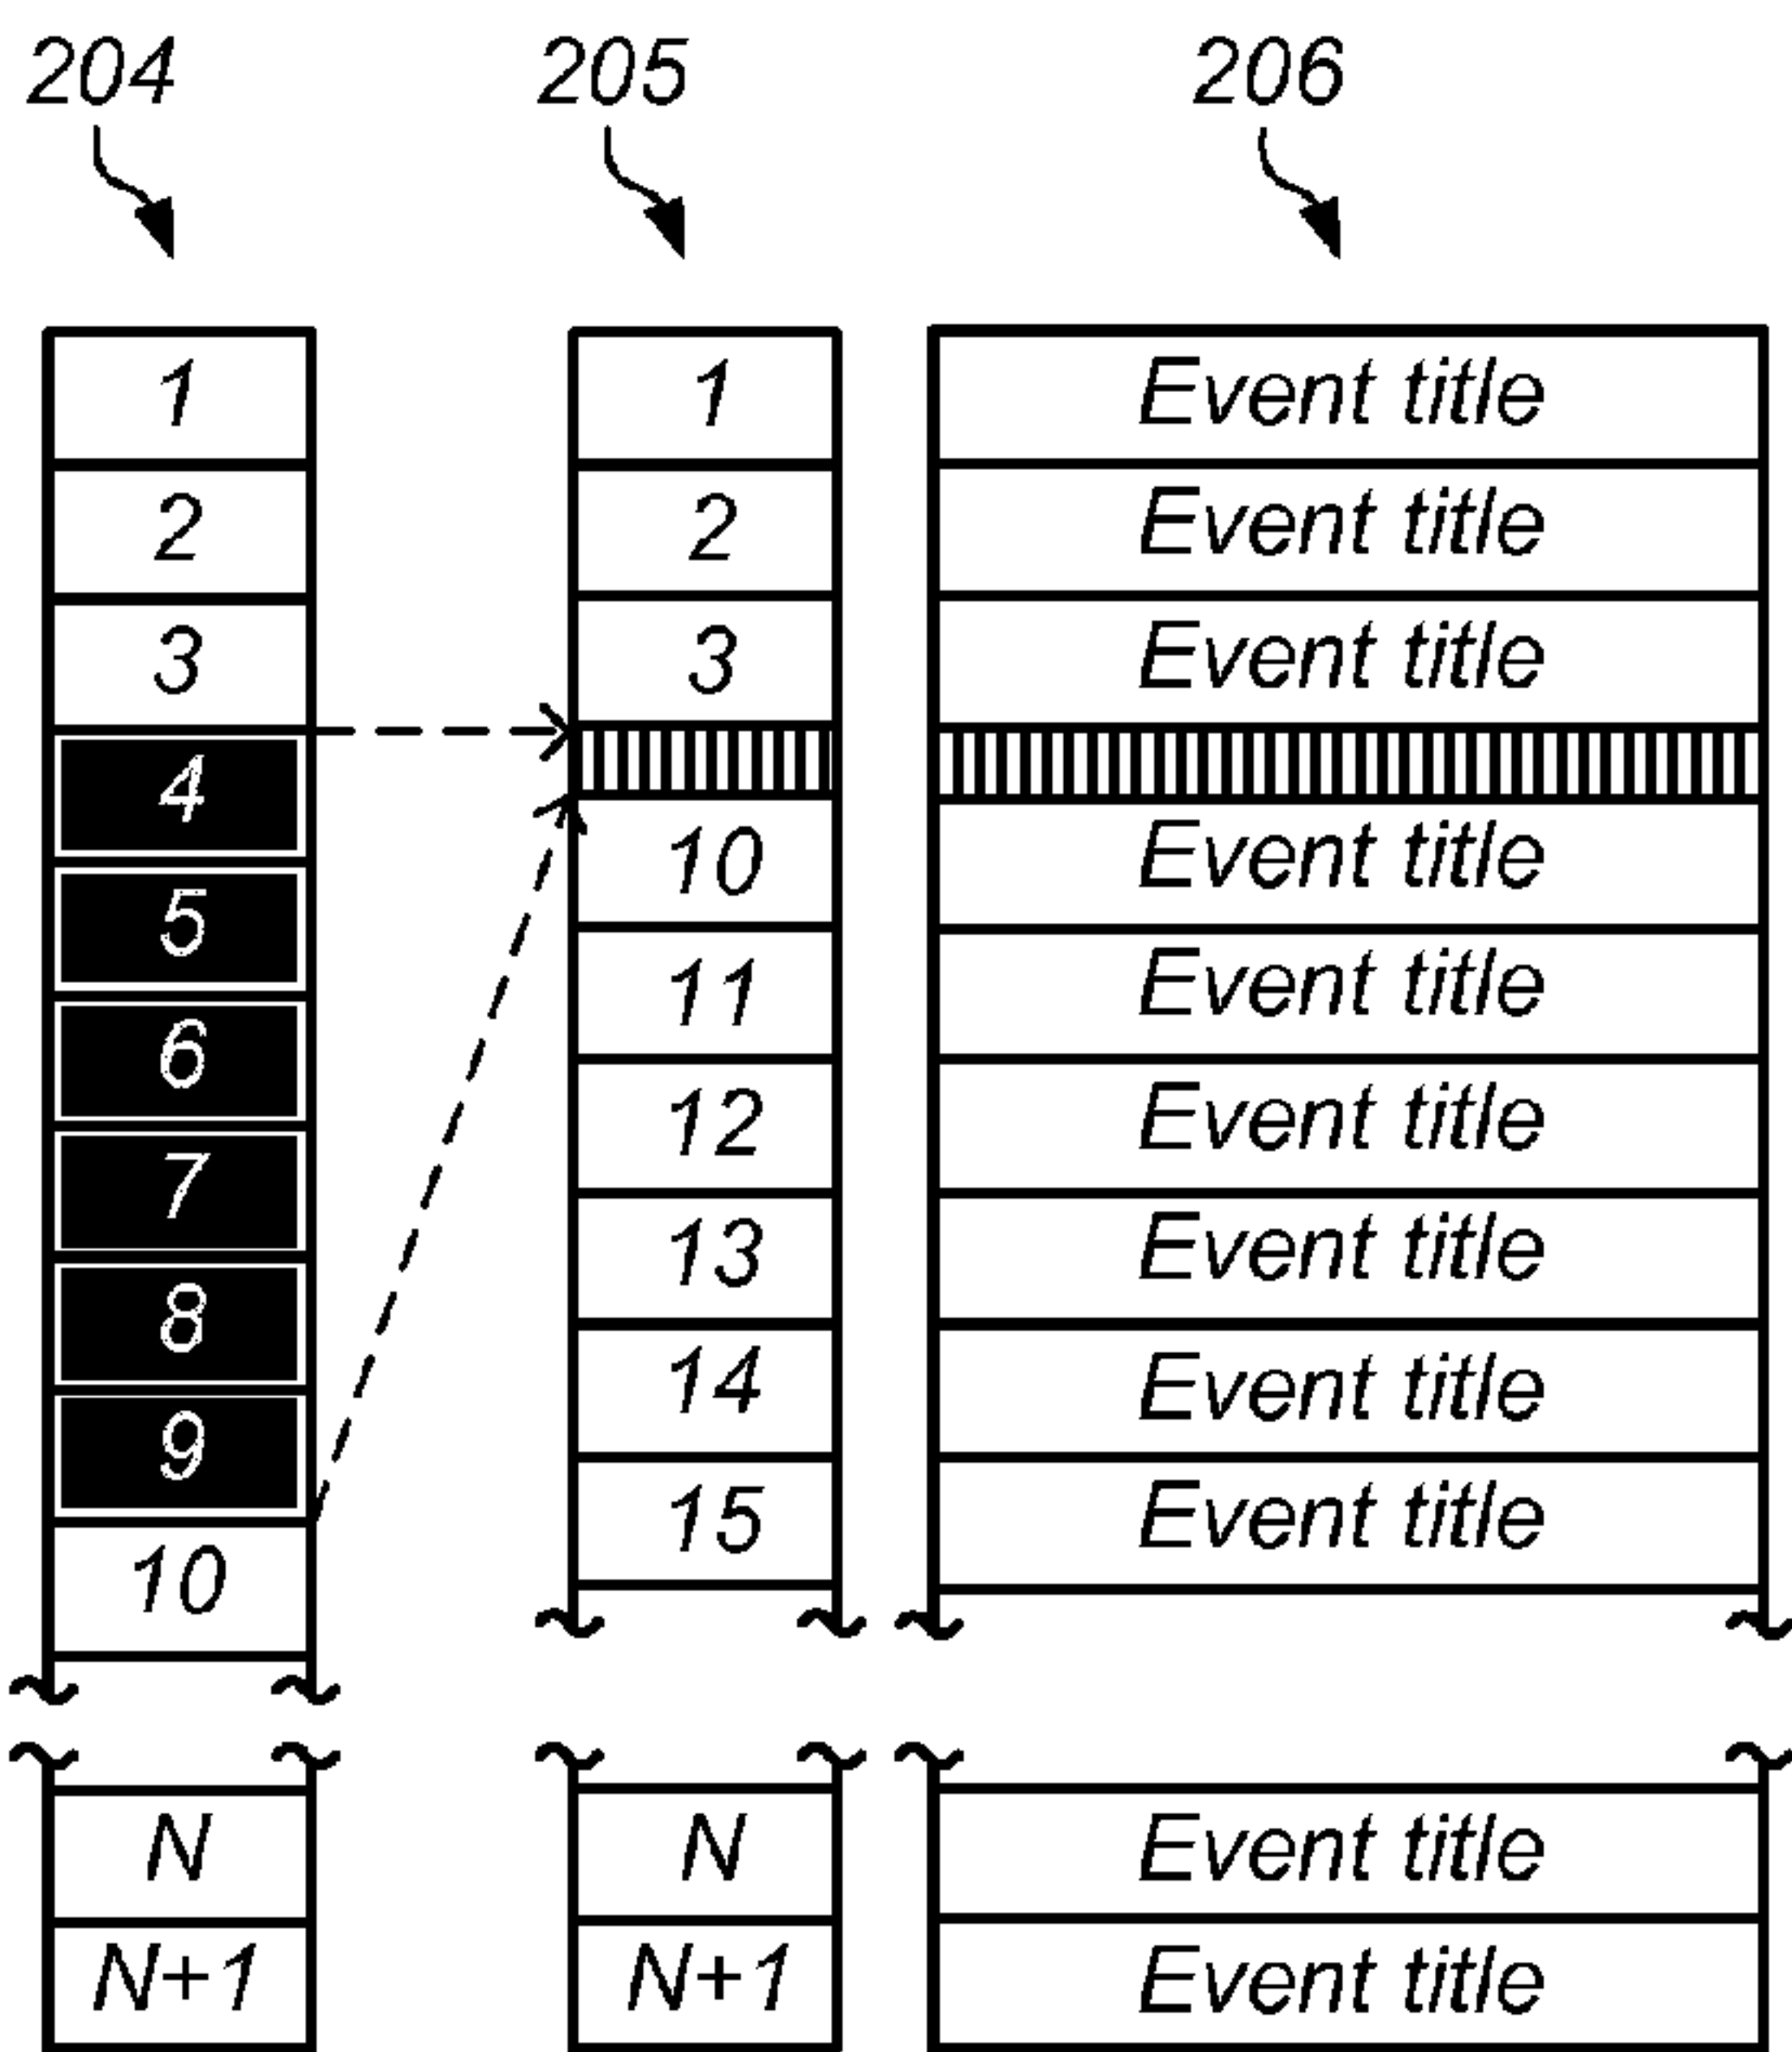 204 205 206
1 1 Event title
2 2 Event title
3 3 Event title
4
5 10 Event title
6 11 Event title
7 12 Event title
8 13 Event title
9 14 Event title
10 15 Event title
N N Event title
N+1 N+1 Event title